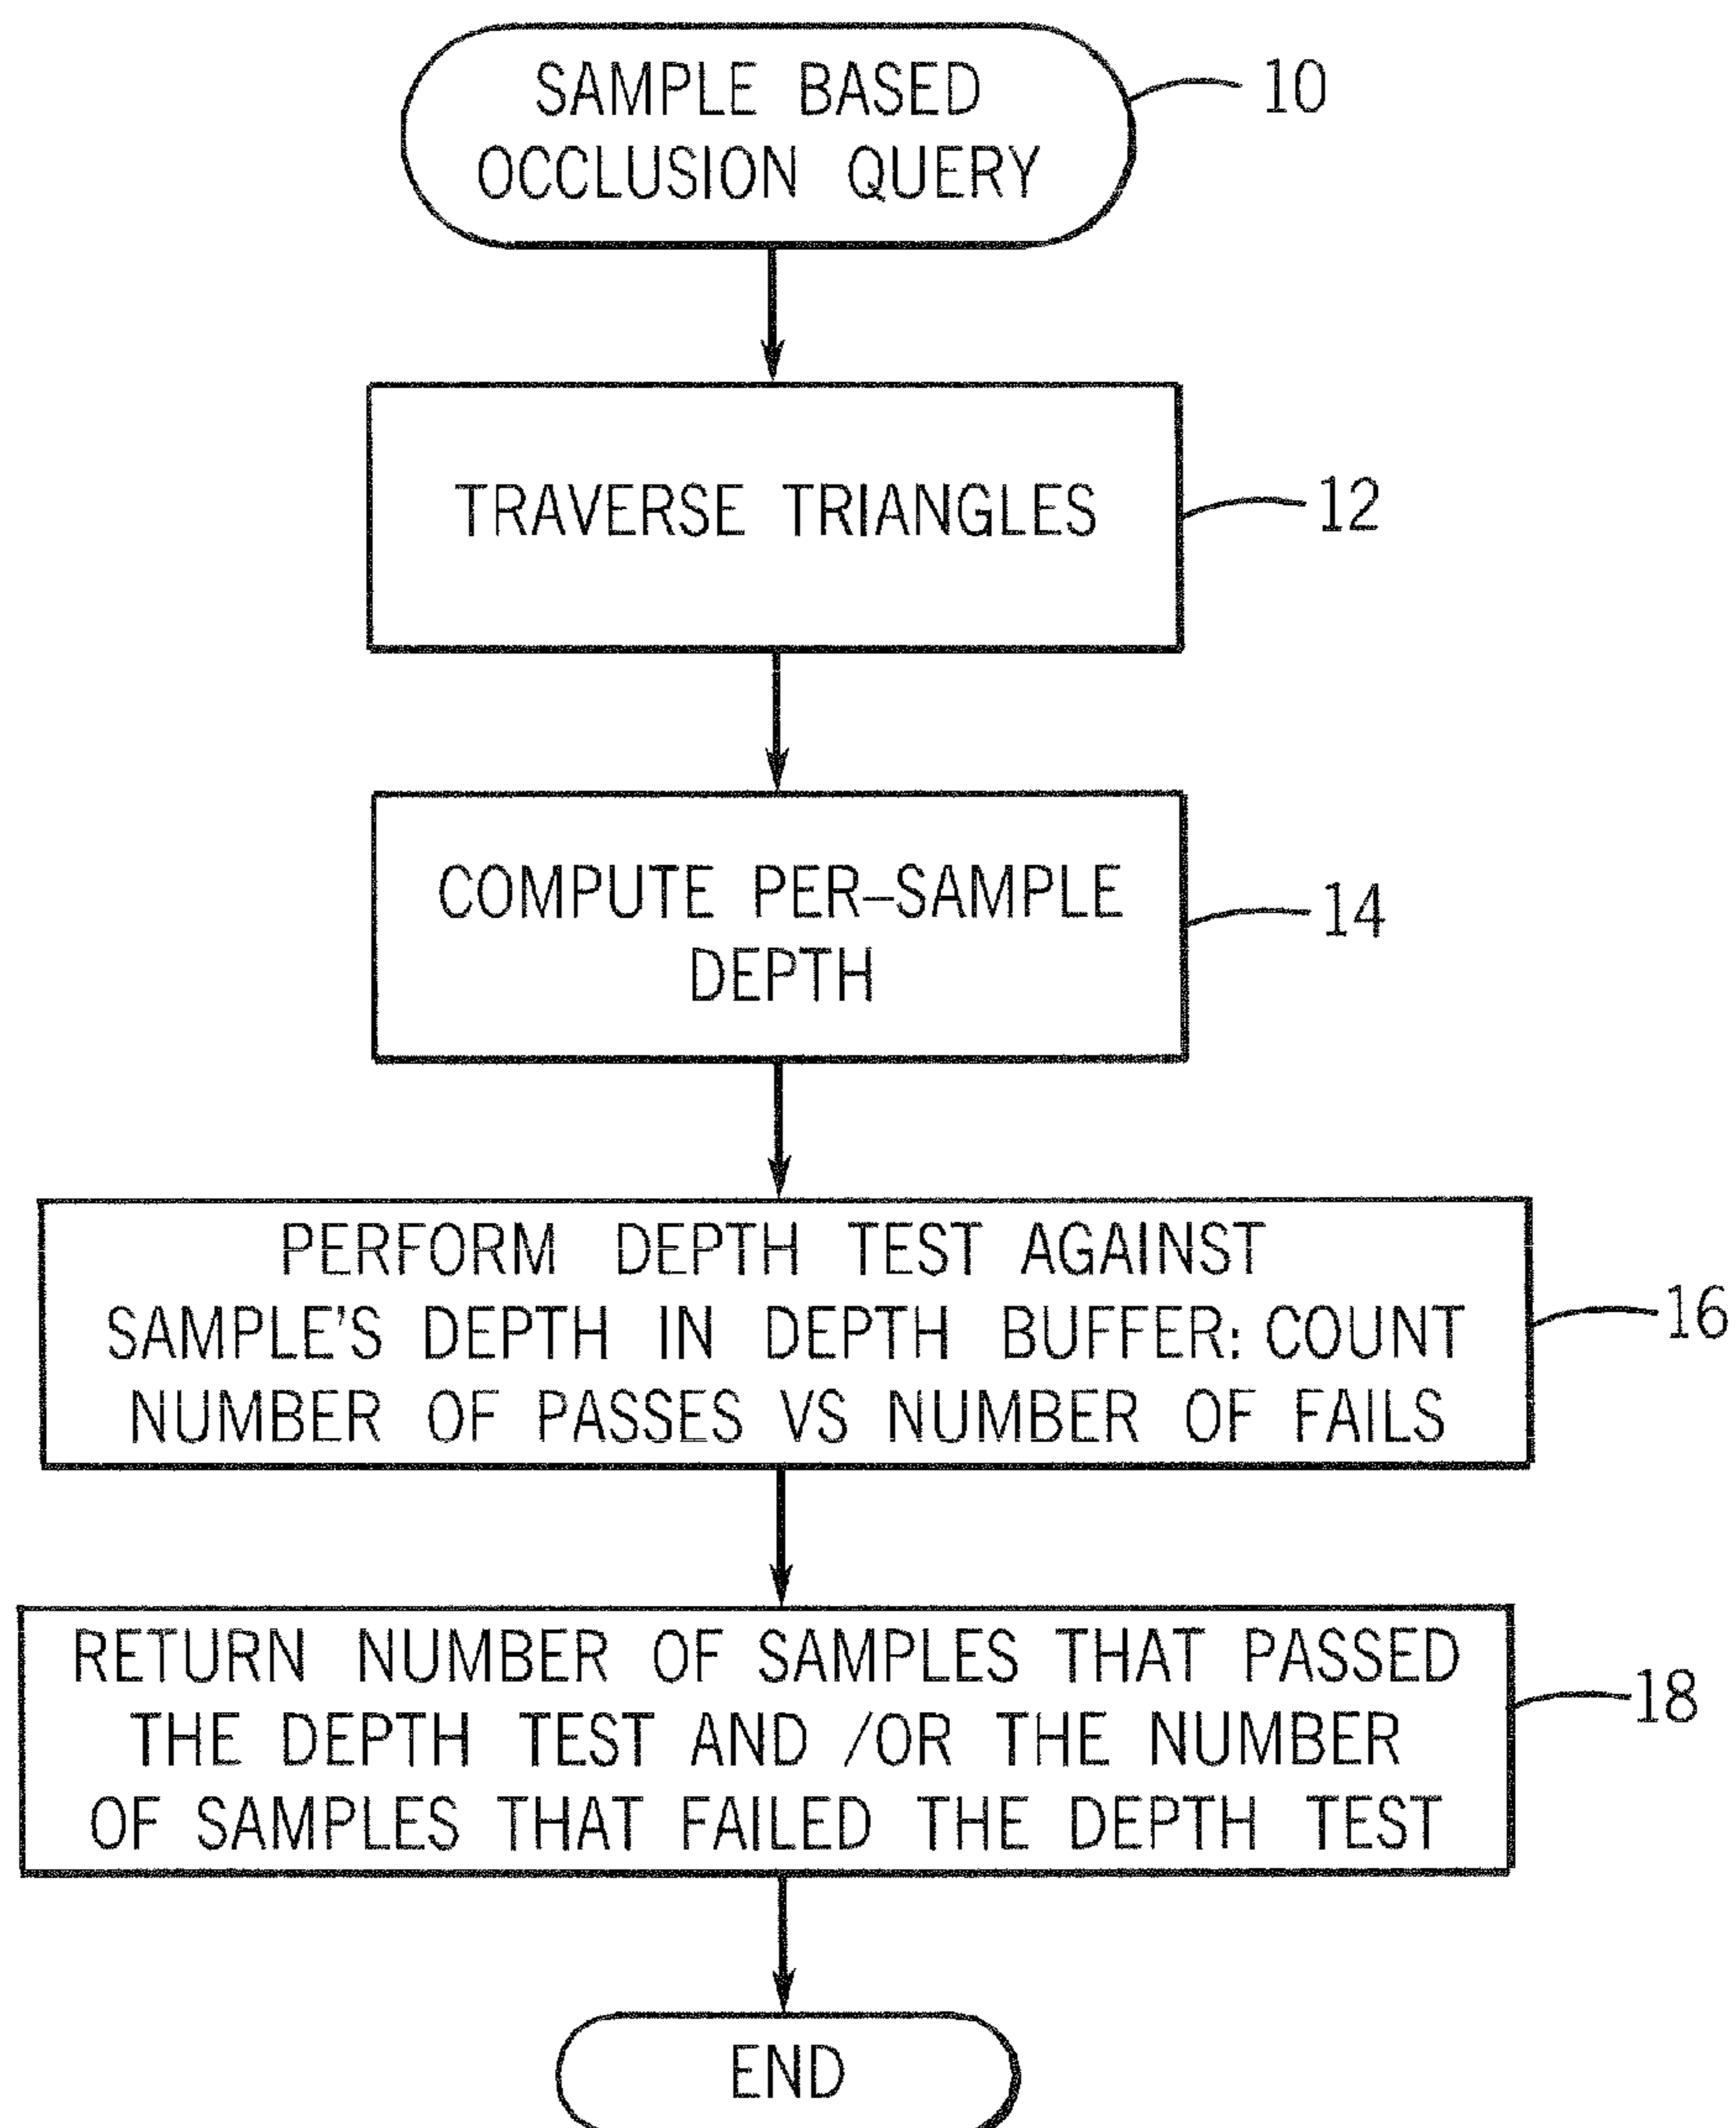 SAMPLE BASED
OCCLUSION QUERY
10
TRAVERSE TRIANGLES
12
COMPUTE PER–SAMPLE
DEPTH
14
PERFORM DEPTH TEST AGAINST
SAMPLE'S DEPTH IN DEPTH BUFFER: COUNT
NUMBER OF PASSES VS NUMBER OF FAILS
16
RETURN NUMBER OF SAMPLES THAT PASSED
THE DEPTH TEST AND /OR THE NUMBER
OF SAMPLES THAT FAILED THE DEPTH TEST
18
END